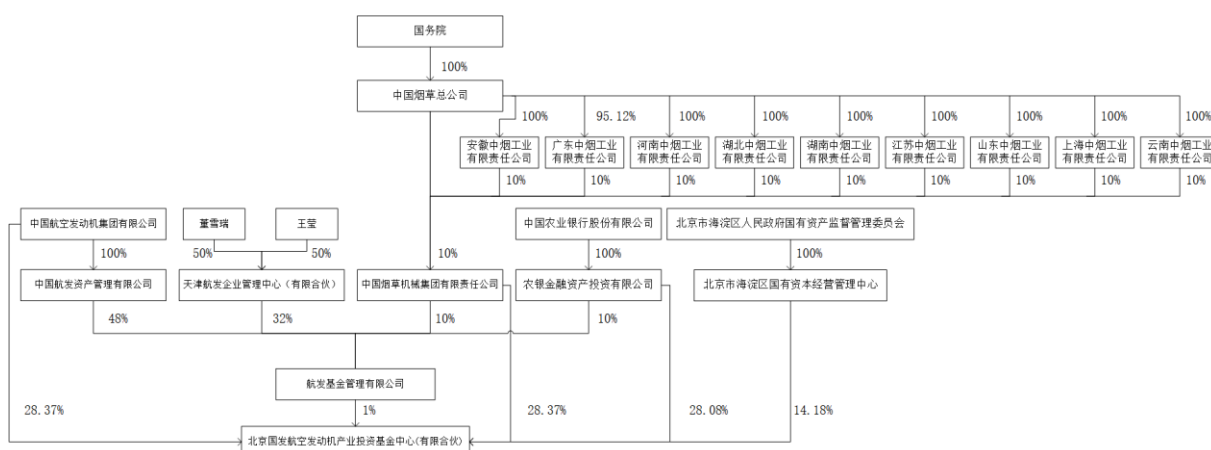 国务院
100%
中国烟草总公司
100%
95.12%
100%
100%
100%
100%
100%
100%
100%
安徽中烟工业
有限责任公司
广东中烟工业
有限责任公司
河南中烟工业
有限责任公司
湖北中烟工业
有限责任公司
湖南中烟工业
有限责任公司
江苏中烟工业
有限责任公司
山东中烟工业
有限责任公司
上海中烟工业
有限责任公司
云南中烟工业
有限责任公司
10%
10%
10%
10%
10%
10%
10%
10%
10%
中国航空发动机集团有限公司
董雪瑞
王莹
中国农业银行股份有限公司
北京市海淀区人民政府国有资产监督管理委员会
100%
50%
50%
10%
100%
100%
中国航发资产管理有限公司
天津航发企业管理中心（有限合伙）
中国烟草机械集团有限责任公司
农银金融资产投资有限公司
北京市海淀区国有资本经营管理中心
48%
32%
10%
10%
航发基金管理有限公司
28.37%
1%
28.37%
28.08%
14.18%
北京国发航空发动机产业投资基金中心(有限合伙)